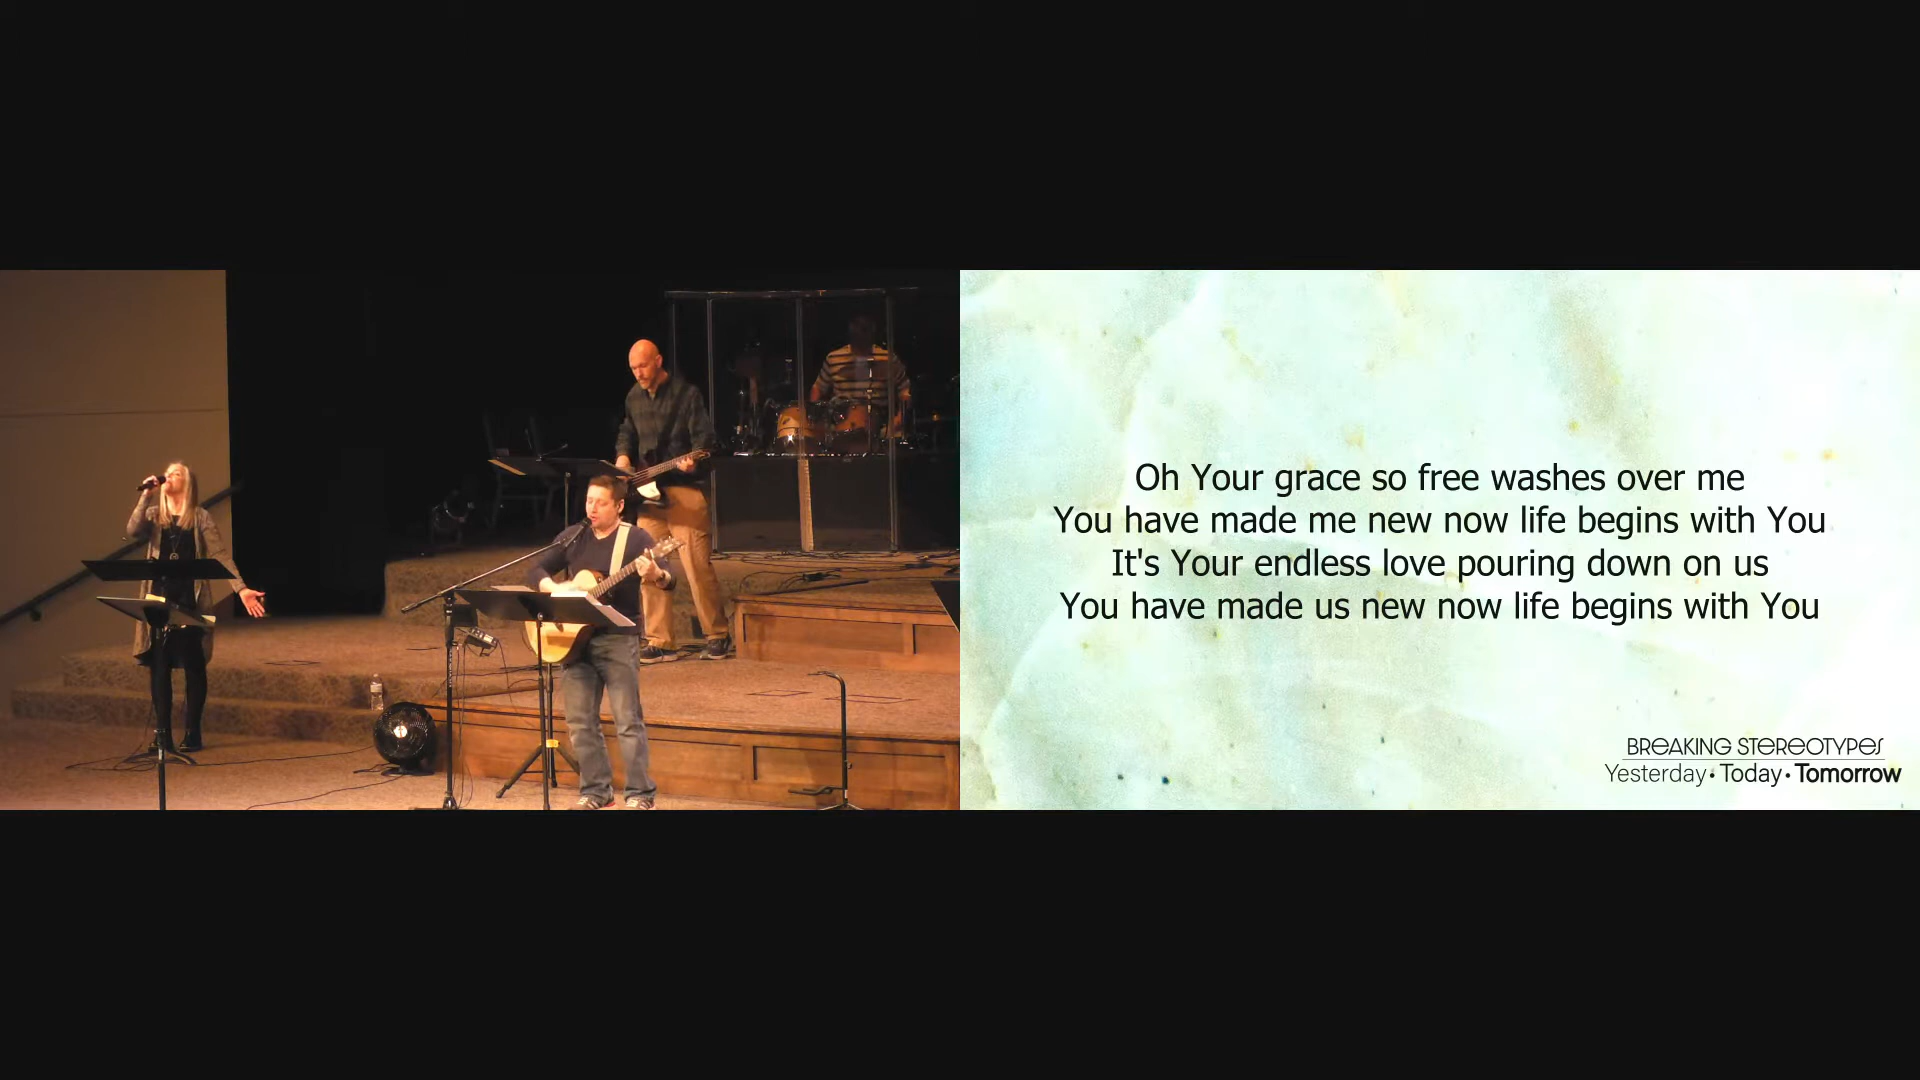 Oh Your grace so free washes over me
You have made me new now life begins with You
It's Your endless love pouring down on us
You have made us new now life begins with You
BREAKING STEREOTYPES
Yesterday • Today • Tomorrow